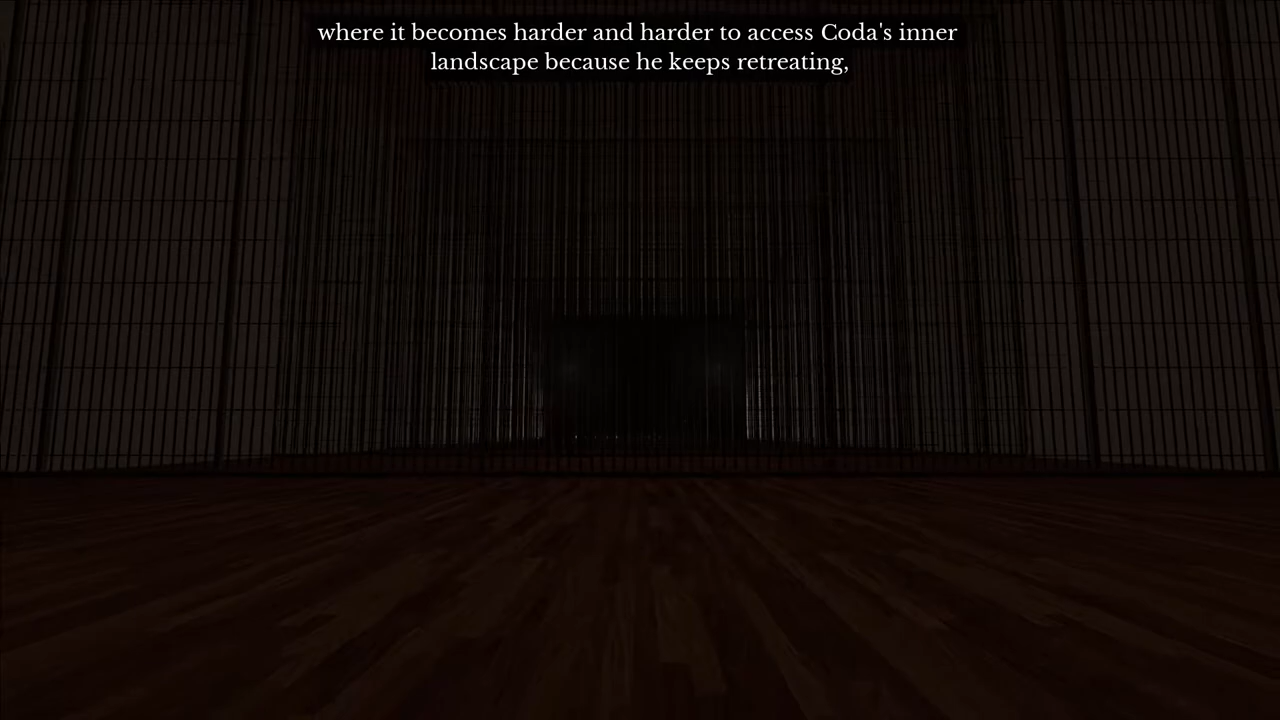 where it becomes harder and harder to access Coda's inner
landscape because he keeps retreating,